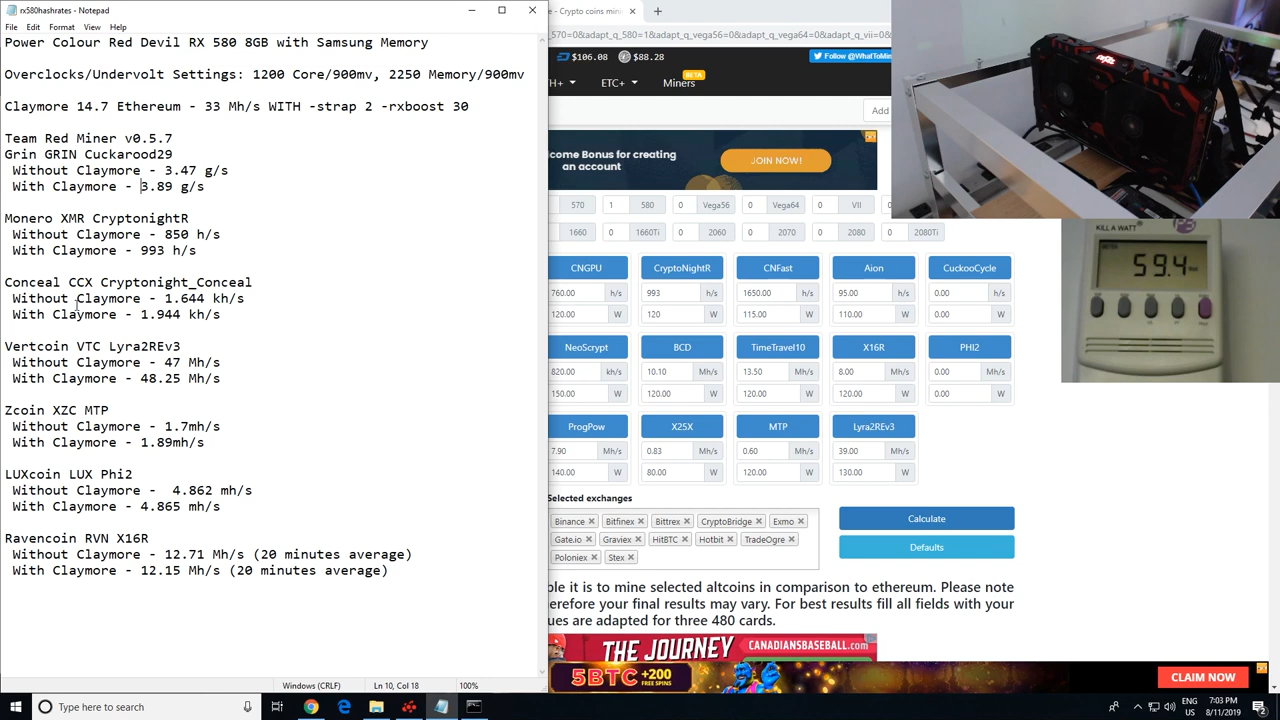 rx580hashrates - Notepad
File Edit Format View Help
Power Colour Red Devil RX 580 8GB with Samsung Memory
Overclocks/Undervolt Settings: 1200 Core/900mv, 2250 Memory/900mv
Claymore 14.7 Ethereum - 33 Mh/s WITH -strap 2 -rxboost 30
Team Red Miner v0.5.7
Grin GRIN Cuckarood29
Without Claymore - 3.47 g/s
With Claymore - 3.89 g/s
Monero XMR CryptonightR
Without Claymore - 850 h/s
With Claymore - 993 h/s
Conceal CCX Cryptonight_Conceal
Without Claymore - 1.644 kh/s
With Claymore - 1.944 kh/s
Vertcoin VTC Lyra2REv3
Without Claymore - 47 Mh/s
With Claymore - 48.25 Mh/s
Zcoin XZC MTP
Without Claymore - 1.7mh/s
With Claymore - 1.89mh/s
LUXcoin LUX Phi2
Without Claymore -  4.862 mh/s
With Claymore - 4.865 mh/s
Ravencoin RVN X16R
Without Claymore - 12.71 Mh/s (20 minutes average)
With Claymore - 12.15 Mh/s (20 minutes average)
Windows (CRLF) Ln 10, Col 18 100%
e - Crypto coins mini
_570=0&adapt_q_580=1&adapt_q_vega56=0&adapt_q_vega64=0&adapt_q_vii=0&adapt_q_
$106.08 $88.28 Follow @WhatToMine
TH+ ETC+ Miners BETA
Add
come Bonus for creating
an account
JOIN NOW!
570 1 580 0 Vega56 0 Vega64 0 VII
1660 0 1660Ti 0 2060 0 2070 0 2080 0 2080Ti
CNGPU CryptoNightR CNFast Aion CuckooCycle
760.00 h/s 993 h/s 1650.00 h/s 95.00 h/s 0.00 h/s
120.00 W 120 W 115.00 W 110.00 W 0.00 W
NeoScrypt BCD TimeTravel10 X16R PHI2
820.00 kh/s 10.10 Mh/s 13.50 Mh/s 8.00 Mh/s 0.00 Mh/s
150.00 W 120.00 W 120.00 W 120.00 W 0.00 W
ProgPow X25X MTP Lyra2REv3
7.90 Mh/s 0.83 Mh/s 0.60 Mh/s 39.00 Mh/s
140.00 W 80.00 W 120.00 W 130.00 W
Selected exchanges
Binance Bitfinex Bittrex CryptoBridge Exmo
Gate.io Graviex HitBTC Hotbit TradeOgre
Poloniex Stex
Calculate
Defaults
ble it is to mine selected altcoins in comparison to ethereum. Please note
herefore your final results may vary. For best results fill all fields with your
ues are adapted for three 480 cards.
THE JOURNEY CANADIANSBASEBALL.com
5BTC +200 FREE SPINS
CLAIM NOW
KILL A WATT
59.4
Type here to search
ENG
US
7:03 PM
8/11/2019
2